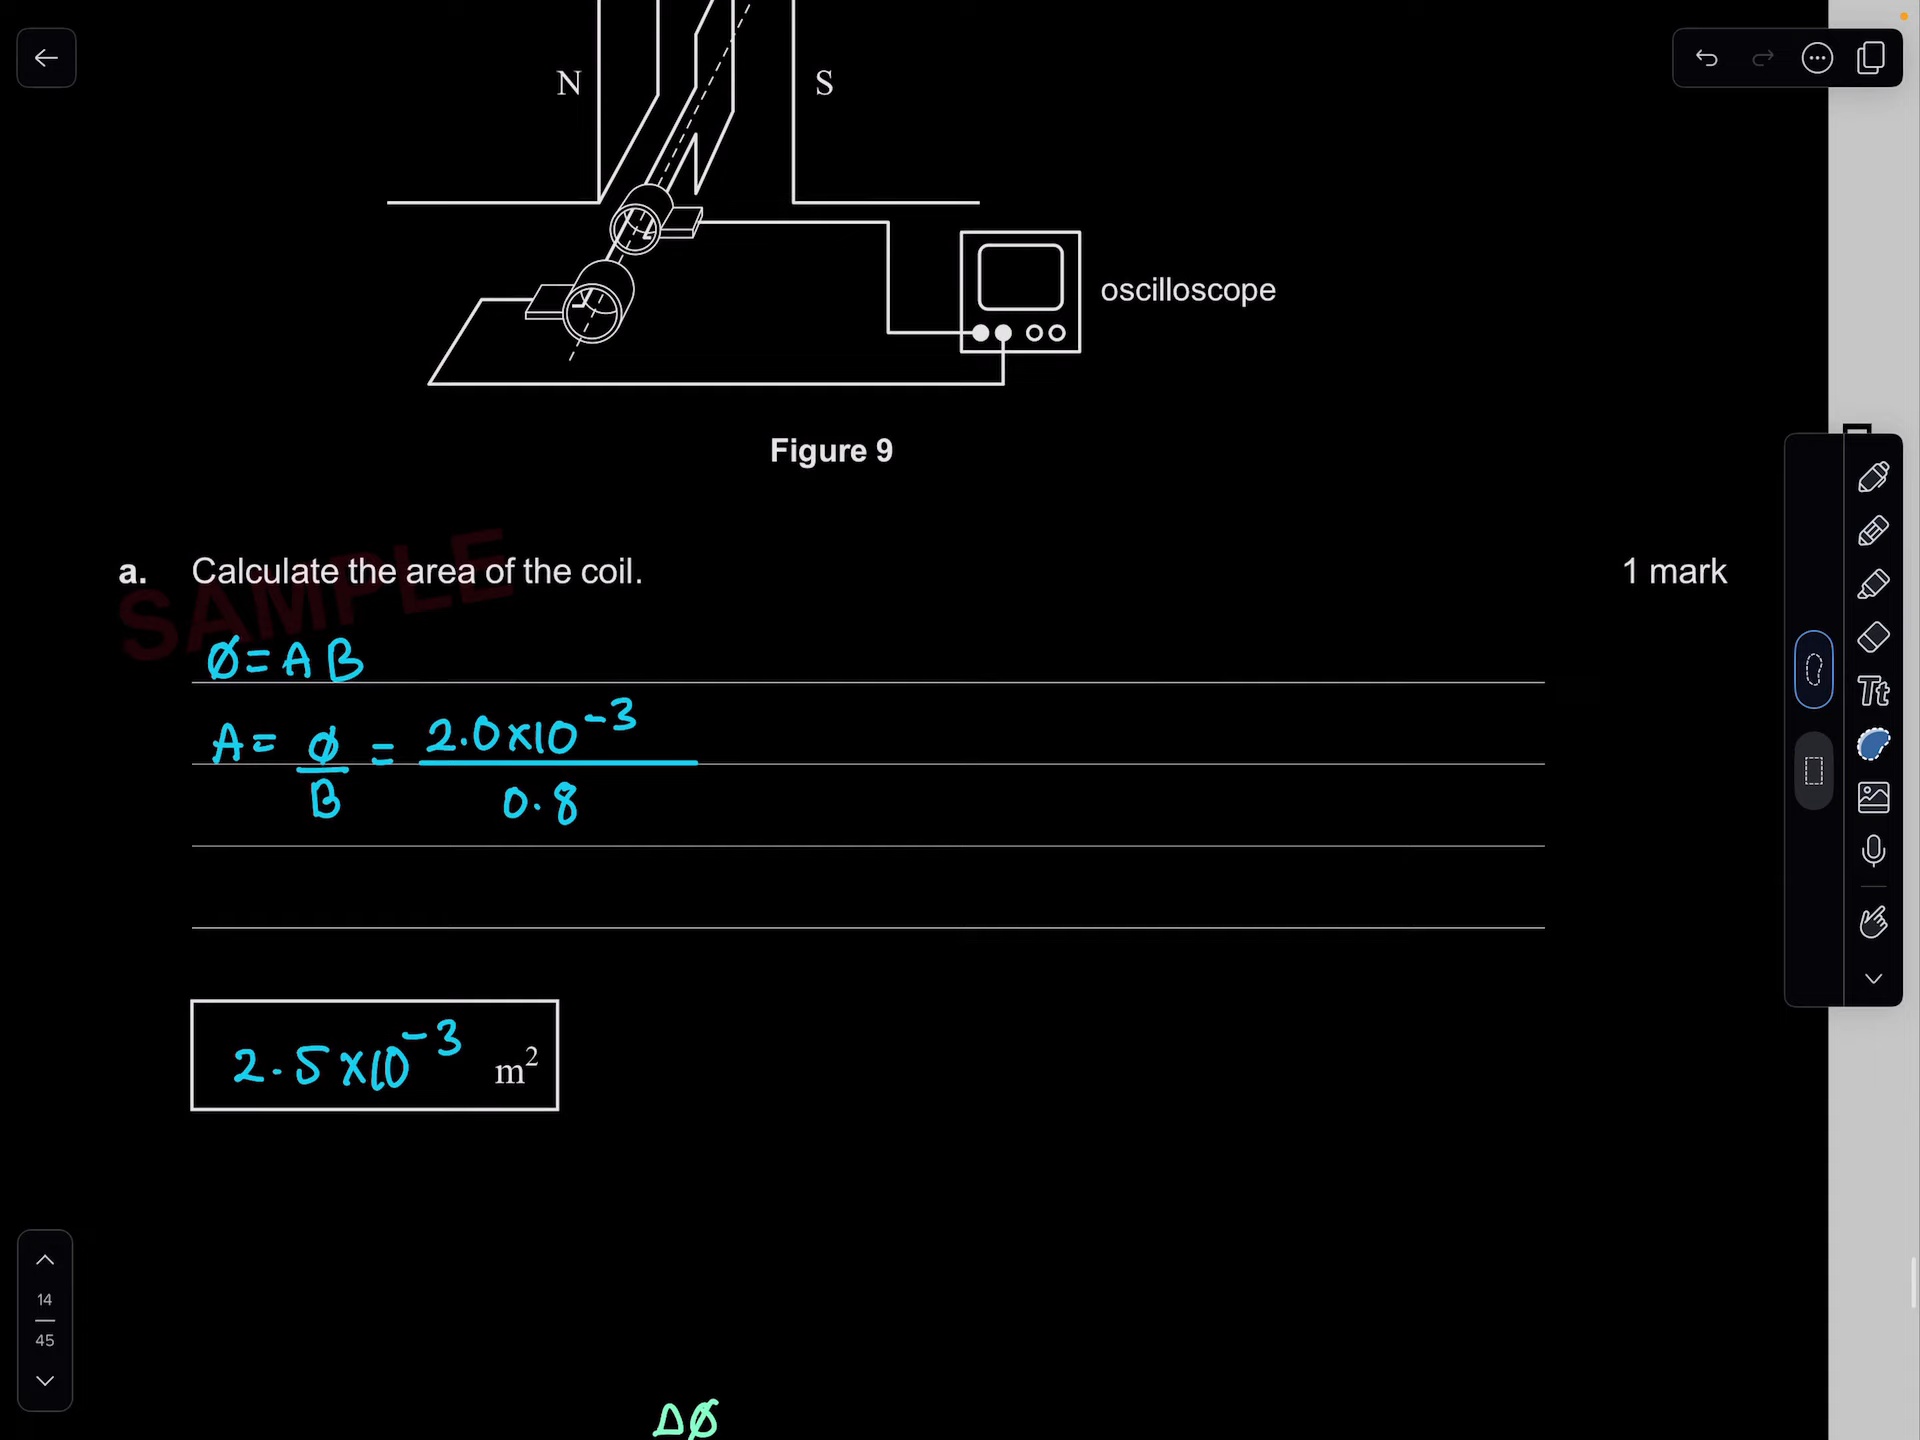 N
S
oscilloscope
Figure 9
SAMPLE
a. Calculate the area of the coil. 1 mark
Ø = A B
A = Ø/B = 2.0×10⁻³/0.8
2.5×10⁻³ m²
14
45
ΔØ
Tt